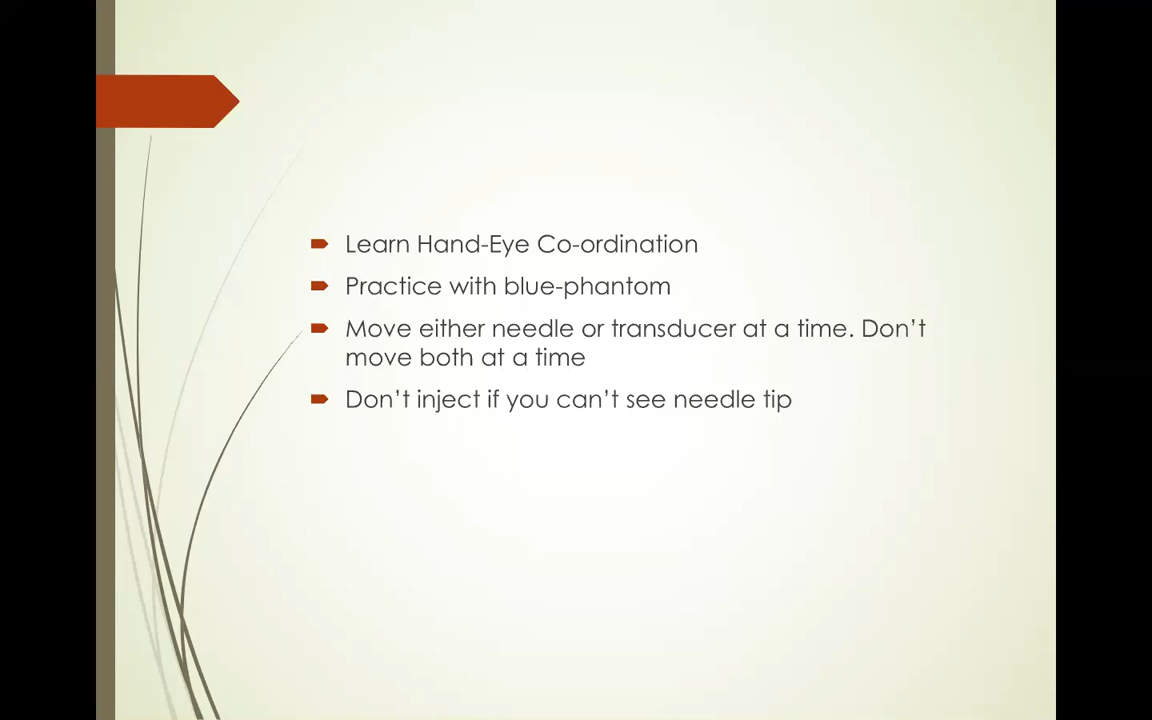 Learn Hand-Eye Co-ordination
Practice with blue-phantom
Move either needle or transducer at a time. Don’t
move both at a time
Don’t inject if you can’t see needle tip